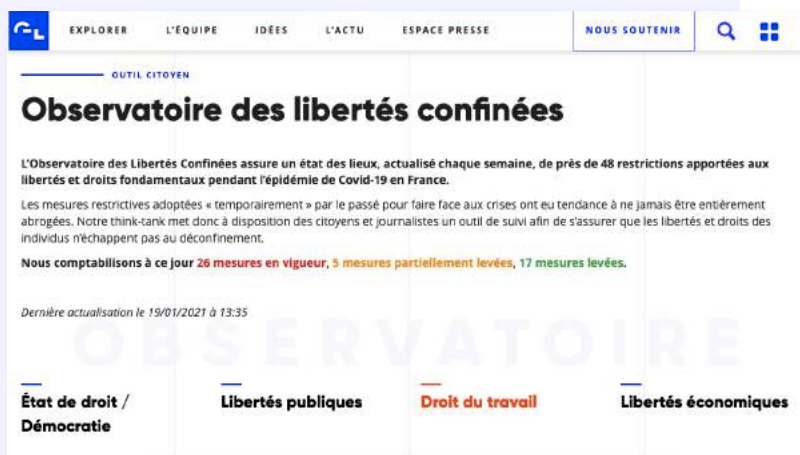 GL EXPLORER L'ÉQUIPE IDÉES L'ACTU ESPACE PRESSE NOUS SOUTENIR
OUTIL CITOYEN
Observatoire des libertés confinées
L'Observatoire des Libertés Confinées assure un état des lieux, actualisé chaque semaine, de près de 48 restrictions apportées aux
libertés et droits fondamentaux pendant l'épidémie de Covid-19 en France.
Les mesures restrictives adoptées « temporairement » par le passé pour faire face aux crises ont eu tendance à ne jamais être entièrement
abrogées. Notre think-tank met donc à disposition des citoyens et journalistes un outil de suivi afin de s'assurer que les libertés et droits des
individus n'échappent pas au déconfinement.
Nous comptabilisons à ce jour 26 mesures en vigueur, 5 mesures partiellement levées, 17 mesures levées.
Dernière actualisation le 19/01/2021 à 13:35
OBSERVATOIRE
État de droit / Libertés publiques Droit du travail Libertés économiques
Démocratie